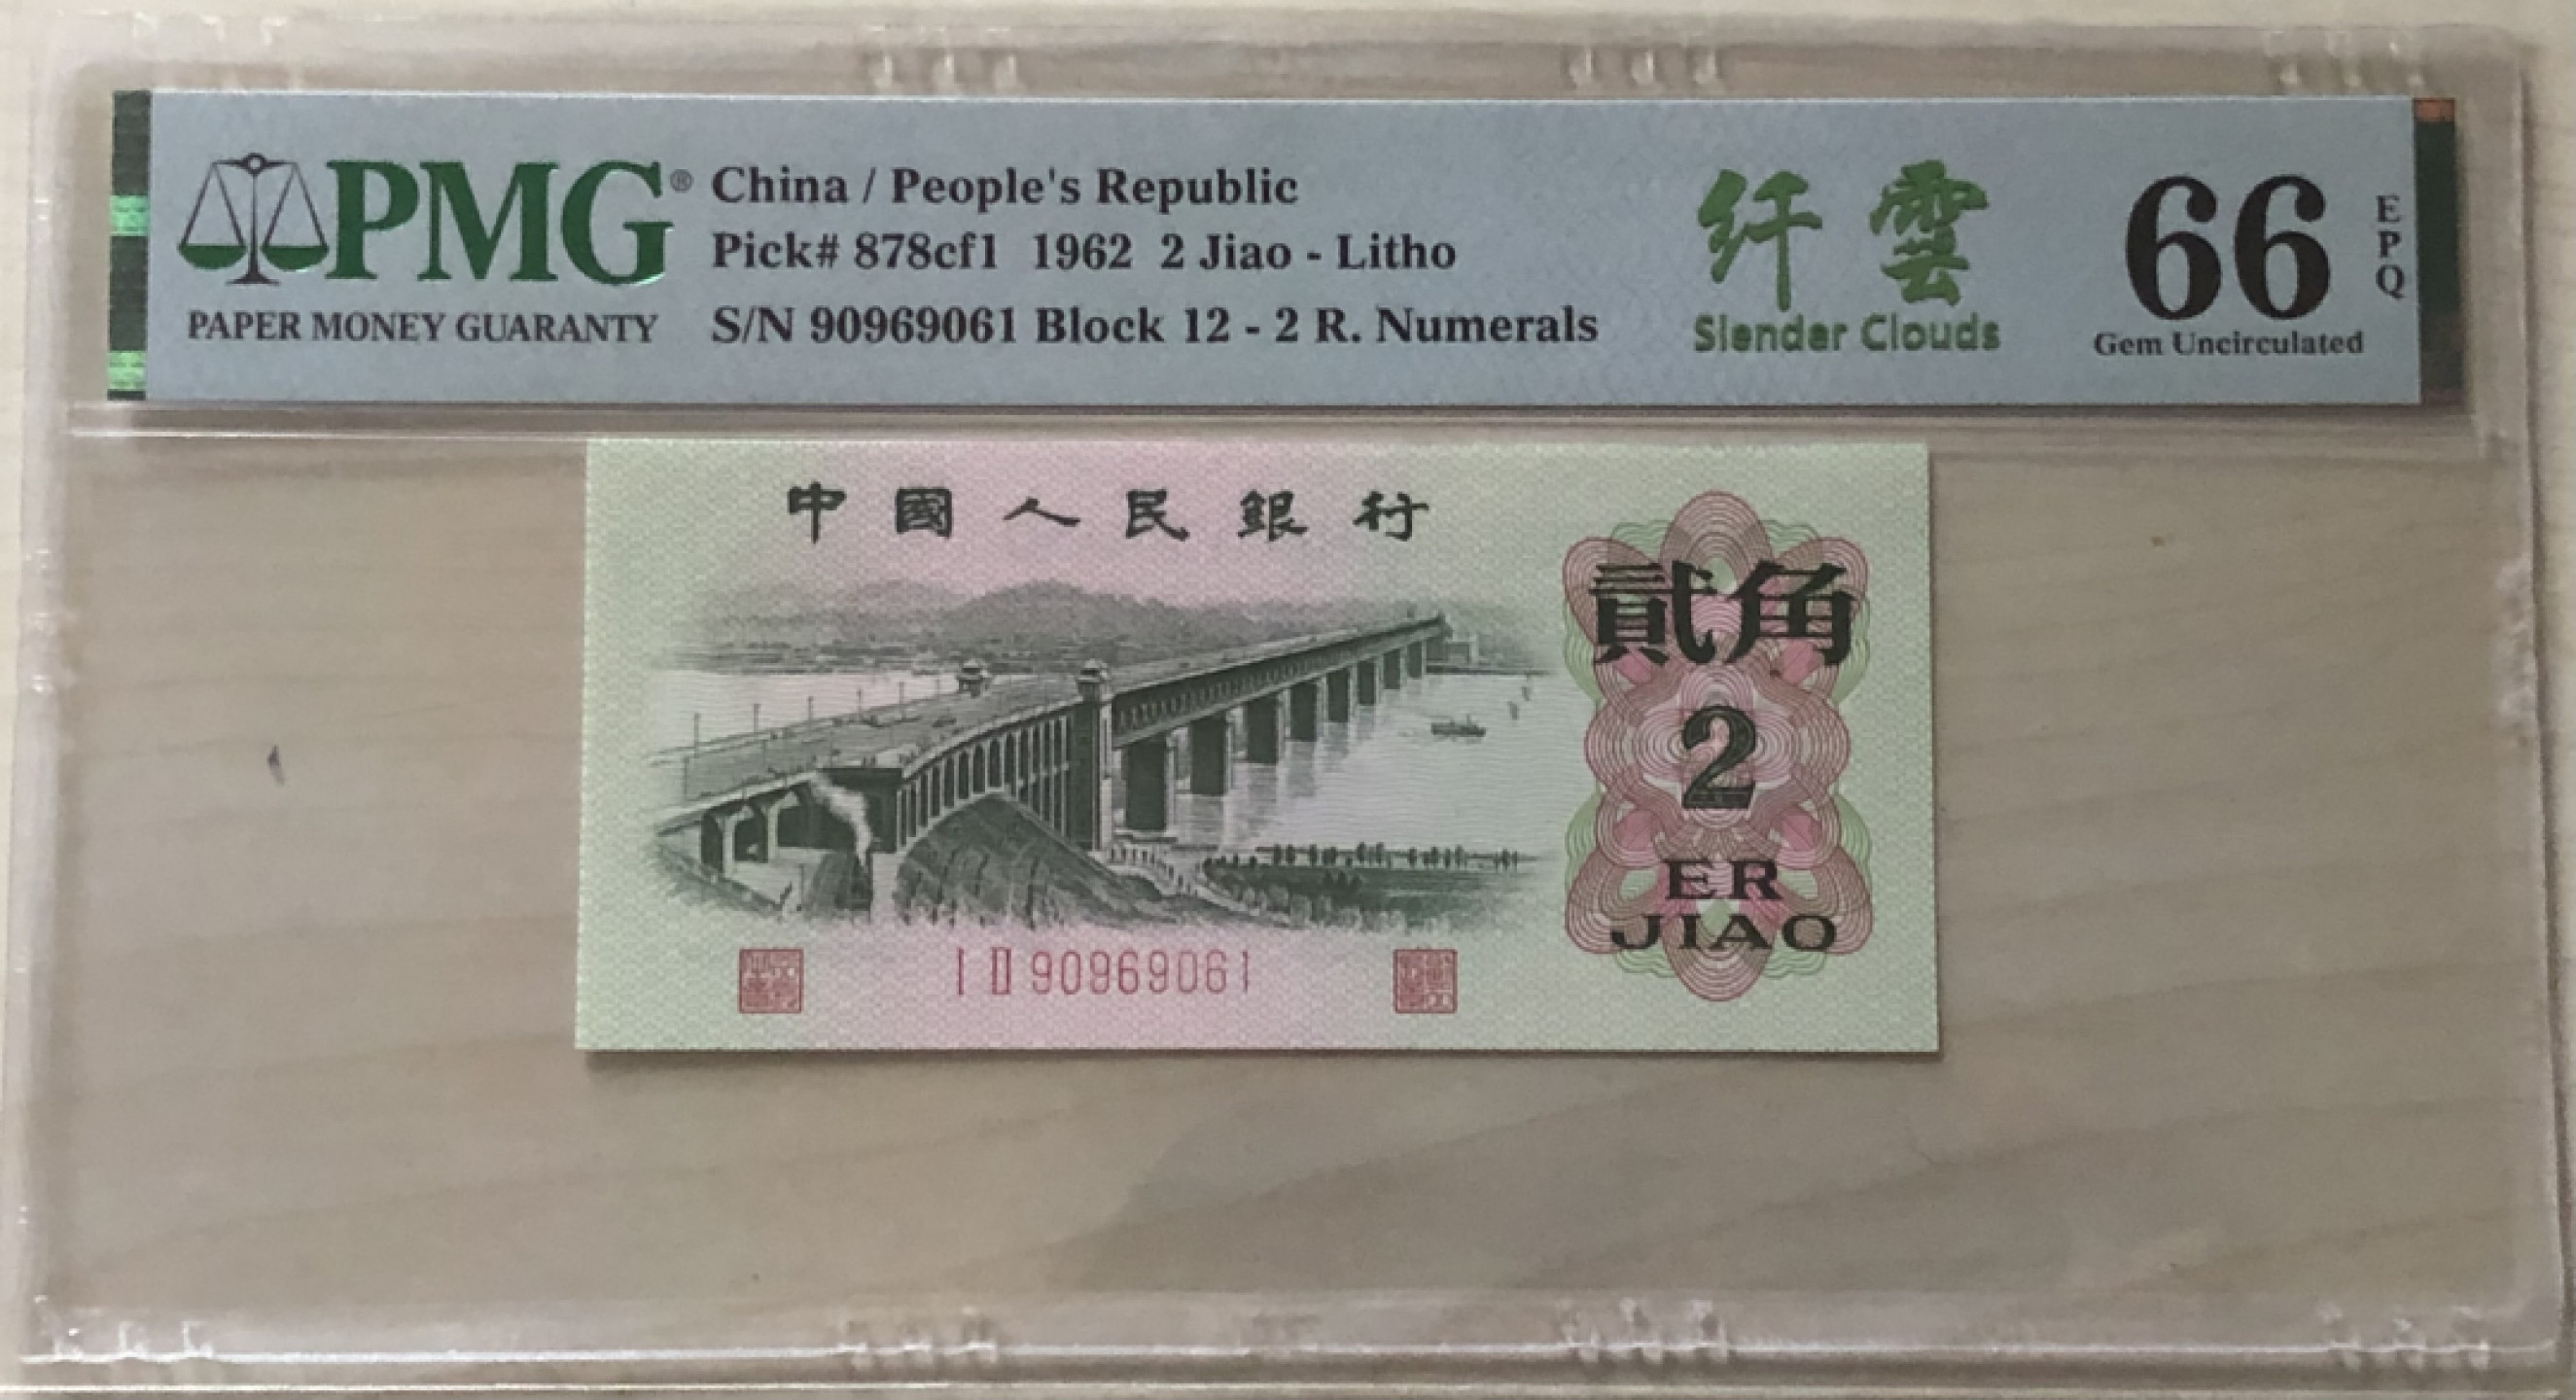 PMG®
PAPER MONEY GUARANTY
China / People's Republic
Pick# 878cf1 1962 2 Jiao - Litho
S/N 90969061 Block 12 - 2 R. Numerals
纤雲
Slender Clouds
66
EPQ
Gem Uncirculated
中國人民銀行
貳角
2
ER
JIAO
I II 90969061